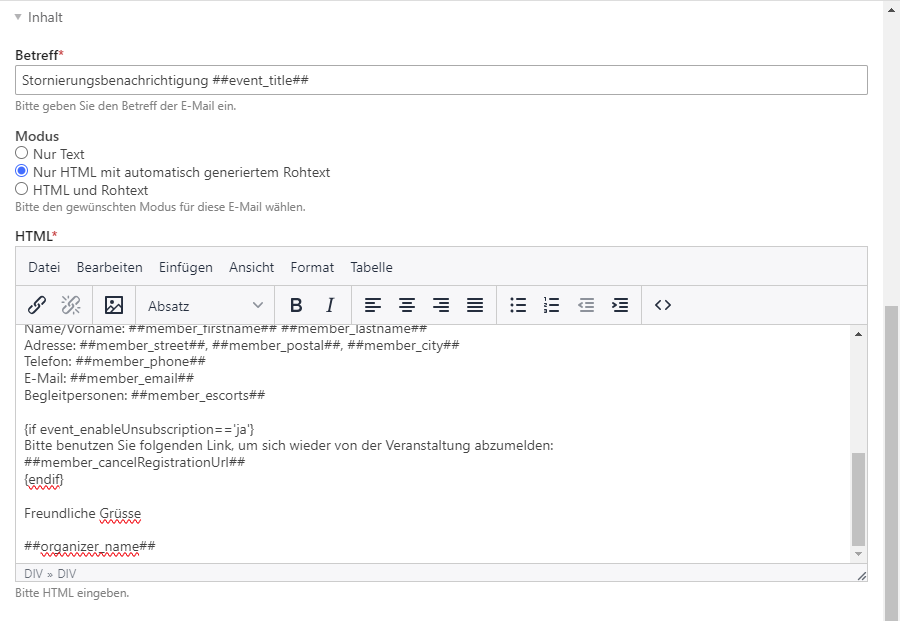 Inhalt
Betreff*
Stornierungsbenachrichtigung ##event_title##
Bitte geben Sie den Betreff der E-Mail ein.
Modus
Nur Text
Nur HTML mit automatisch generiertem Rohtext
HTML und Rohtext
Bitte den gewünschten Modus für diese E-Mail wählen.
HTML*
Datei Bearbeiten Einfügen Ansicht Format Tabelle
Absatz B I
Name/Vorname: ##member_firstname## ##member_lastname##
Adresse: ##member_street##, ##member_postal##, ##member_city##
Telefon: ##member_phone##
E-Mail: ##member_email##
Begleitpersonen: ##member_escorts##
{if event_enableUnsubscription=='ja'}
Bitte benutzen Sie folgenden Link, um sich wieder von der Veranstaltung abzumelden:
##member_cancelRegistrationUrl##
{endif}
Freundliche Grüsse
##organizer_name##
DIV » DIV
Bitte HTML eingeben.